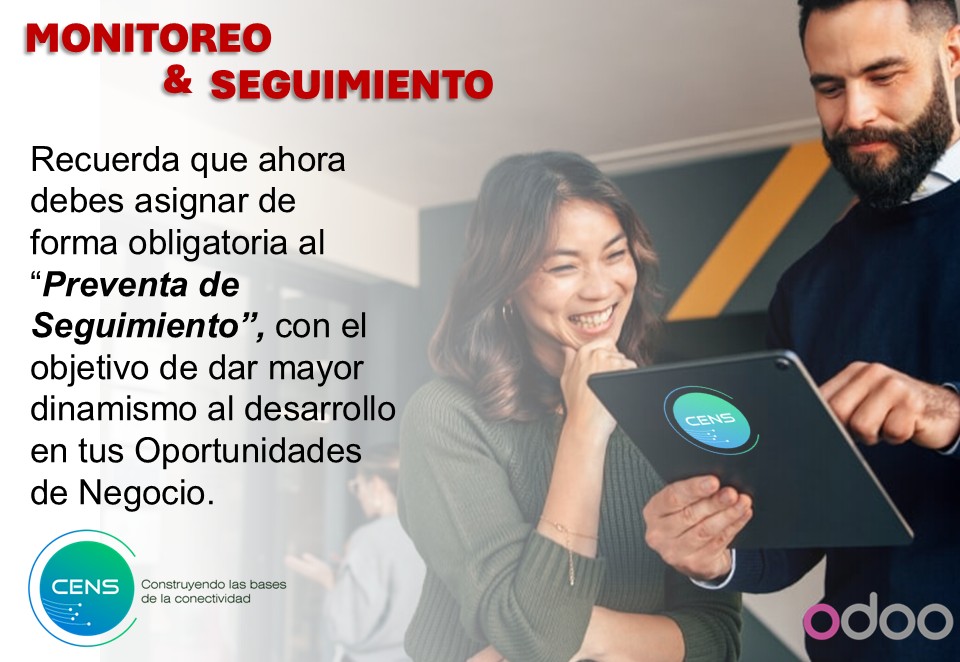 MONITOREO
& SEGUIMIENTO
Recuerda que ahora
debes asignar de
forma obligatoria al
“Preventa de
Seguimiento”, con el
objetivo de dar mayor
dinamismo al desarrollo
en tus Oportunidades
de Negocio.
CENS
CENS
Construyendo las bases
de la conectividad
odoo